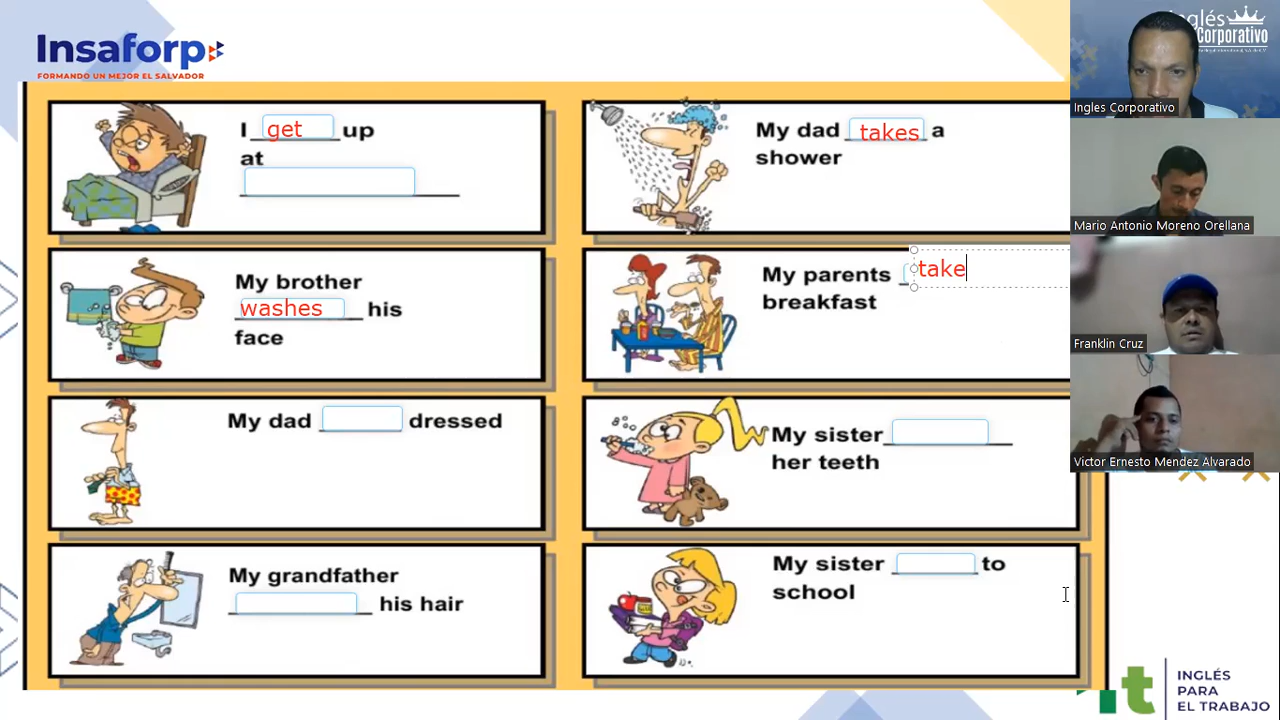 Insaforp
FORMANDO UN MEJOR EL SALVADOR
I get up
at
My brother
washes his
face
My dad dressed
My grandfather
his hair
My dad takes a
shower
My parents take
breakfast
My sister
her teeth
My sister to
school
Inglés
Corporativo
Ingles Corporativo
Mario Antonio Moreno Orellana
Franklin Cruz
Victor Ernesto Mendez Alvarado
it
INGLÉS
PARA
EL TRABAJO